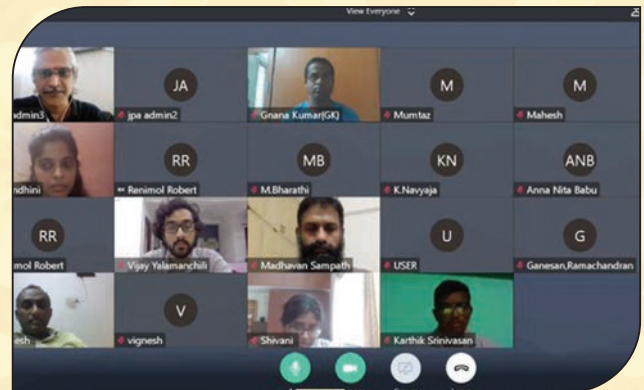 View Everyone
JA
M
M
dmin3
jpa admin2
Gnana Kumar(GK)
Mumtaz
Mahesh
RR
MB
KN
ANB
ndhini
Renimol Robert
M.Bharathi
K.Navyaja
Anna Nita Babu
RR
U
G
mol Robert
Vijay Yalamanchili
Madhavan Sampath
USER
Ganesan,Ramachandran
V
esh
vignesh
Shivani
Karthik Srinivasan